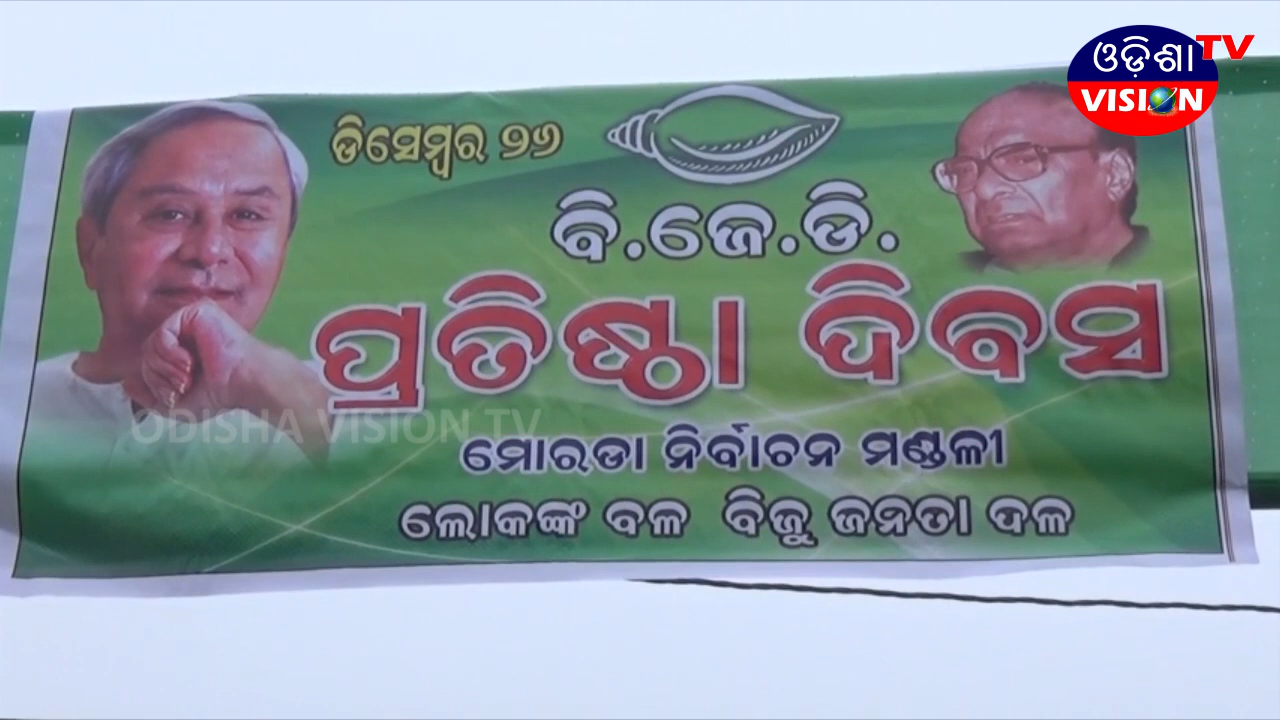 ଓଡ଼ିଶା TV
VISION
ଡିସେମ୍ବର ୨୬
ବି.ଜେ.ଡି.
ପ୍ରତିଷ୍ଠା ଦିବସ
ODISHA VISION TV
ମୋରଡା ନିର୍ବାଚନ ମଣ୍ଡଳୀ
ଲୋକଙ୍କ ବଳ ବିଜୁ ଜନତା ଦଳ